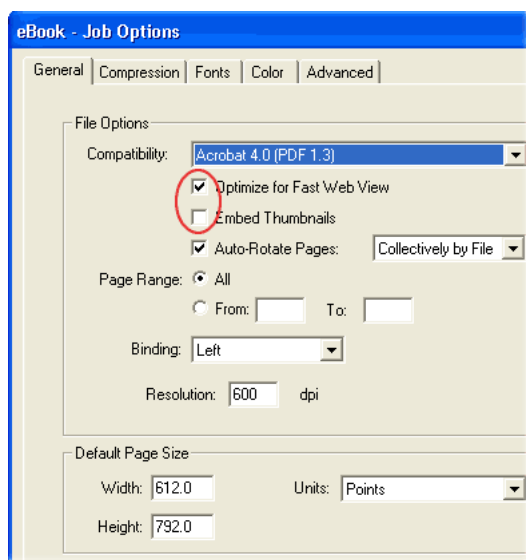 eBook - Job Options
General Compression Fonts Color Advanced
File Options
Compatibility: Acrobat 4.0 (PDF 1.3)
Optimize for Fast Web View
Embed Thumbnails
Auto-Rotate Pages: Collectively by File
Page Range: All
From: To:
Binding: Left
Resolution: 600 dpi
Default Page Size
Width: 612.0 Units: Points
Height: 792.0